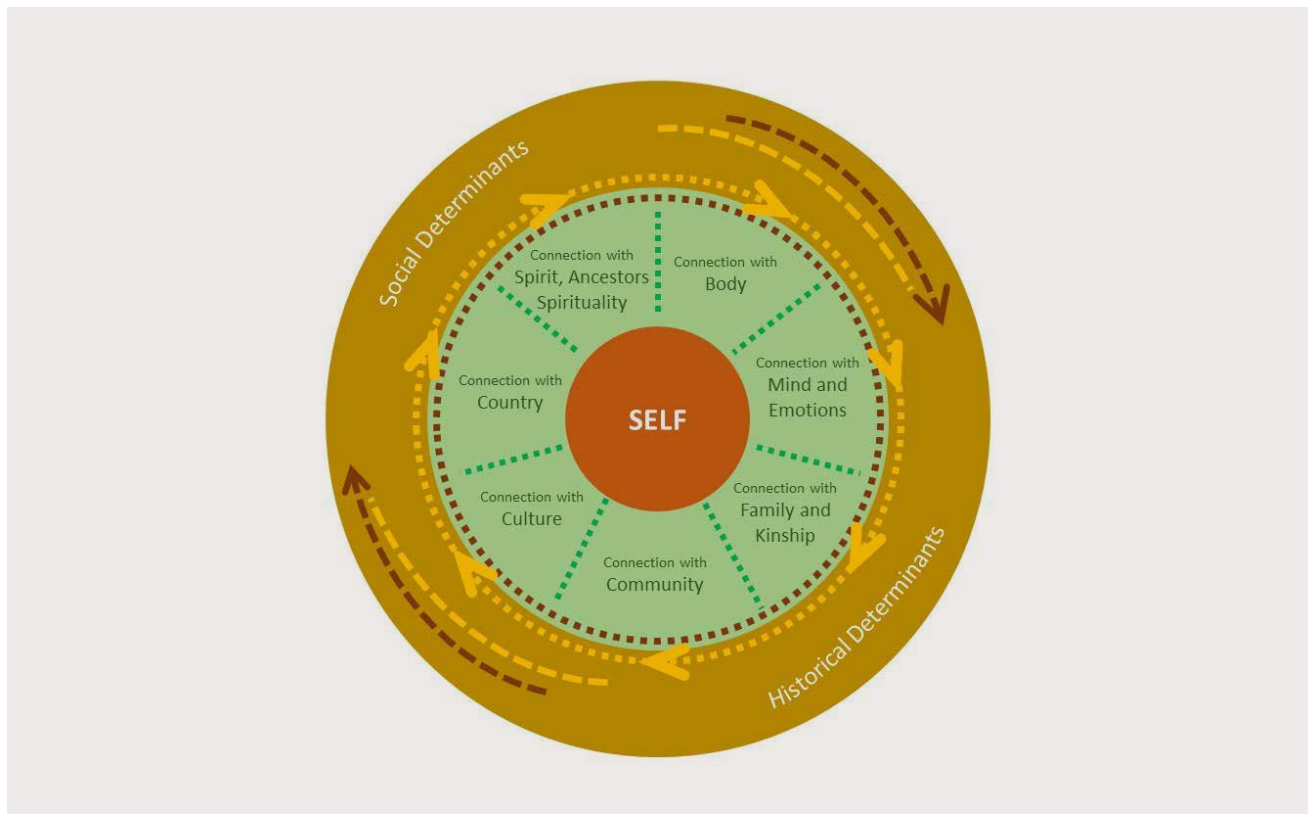 Social Determinants
Connection with
Spirit, Ancestors
Spirituality
Connection with
Body
Connection with
Country
SELF
Connection with
Mind and
Emotions
Connection with
Culture
Connection with
Family and
Kinship
Connection with
Community
Historical Determinants